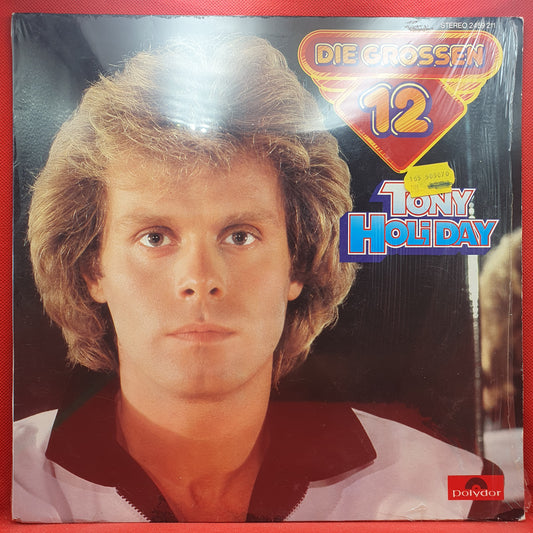 STEREO 2459 211
DIE GROSSEN
12
TONY
HOLiDAY
Polydor